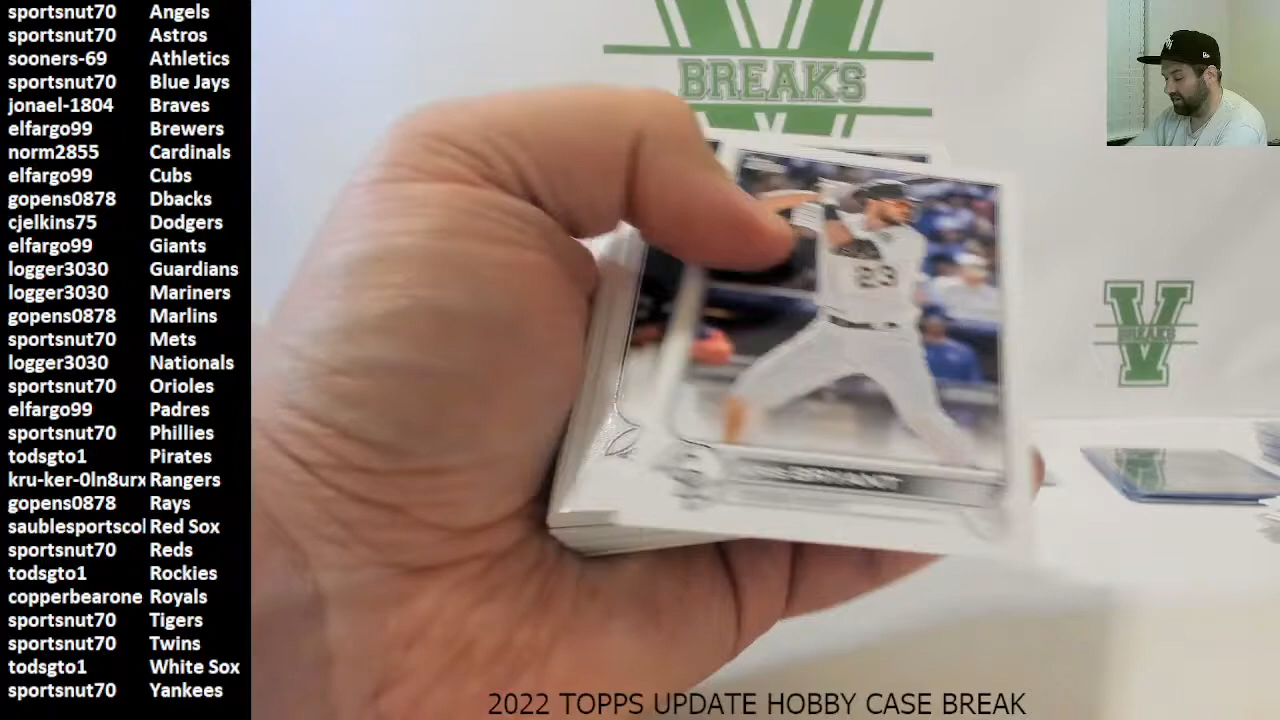 sportsnut70 Angels
sportsnut70 Astros
sooners-69 Athletics
sportsnut70 Blue Jays
jonael-1804 Braves
elfargo99 Brewers
norm2855 Cardinals
elfargo99 Cubs
gopens0878 Dbacks
cjelkins75 Dodgers
elfargo99 Giants
logger3030 Guardians
logger3030 Mariners
gopens0878 Marlins
sportsnut70 Mets
logger3030 Nationals
sportsnut70 Orioles
elfargo99 Padres
sportsnut70 Phillies
todsgto1 Pirates
kru-ker-0ln8urx Rangers
gopens0878 Rays
saublesportscol Red Sox
sportsnut70 Reds
todsgto1 Rockies
copperbearone Royals
sportsnut70 Tigers
sportsnut70 Twins
todsgto1 White Sox
sportsnut70 Yankees
V
BREAKS
23
BRYANT
V
BREAKS
2022 TOPPS UPDATE HOBBY CASE BREAK